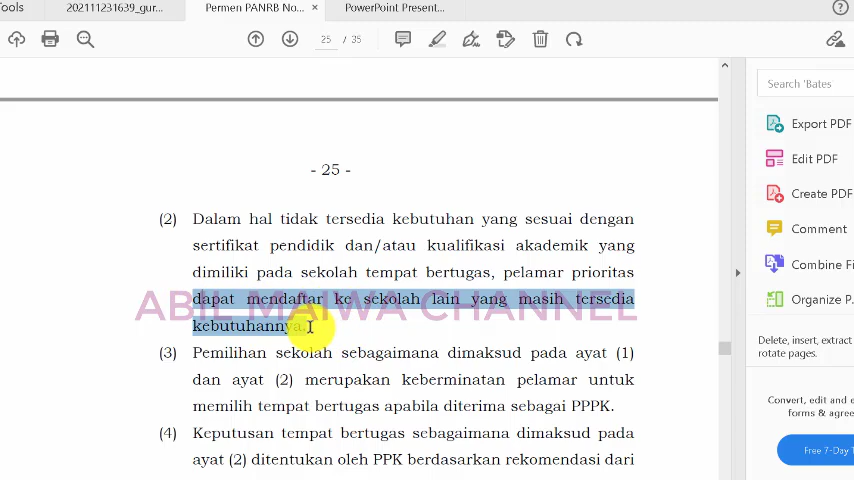 ools
202111231639_gur...
Permen PANRB No... ×
PowerPoint Present...
25 / 35
Search 'Bates
Export PDF
Edit PDF
Create PDF
Comment
Combine Fi
Organize P
Delete, insert, extract
rotate pages.
Convert, edit and e
forms & agree
Free 7-Day T
- 25 -
(2) Dalam hal tidak tersedia kebutuhan yang sesuai dengan
sertifikat pendidik dan/atau kualifikasi akademik yang
dimiliki pada sekolah tempat bertugas, pelamar prioritas
dapat mendaftar ke sekolah lain yang masih tersedia
kebutuhannya.
ABIL MAIWA CHANNEL
(3) Pemilihan sekolah sebagaimana dimaksud pada ayat (1)
dan ayat (2) merupakan keberminatan pelamar untuk
memilih tempat bertugas apabila diterima sebagai PPPK.
(4) Keputusan tempat bertugas sebagaimana dimaksud pada
ayat (2) ditentukan oleh PPK berdasarkan rekomendasi dari